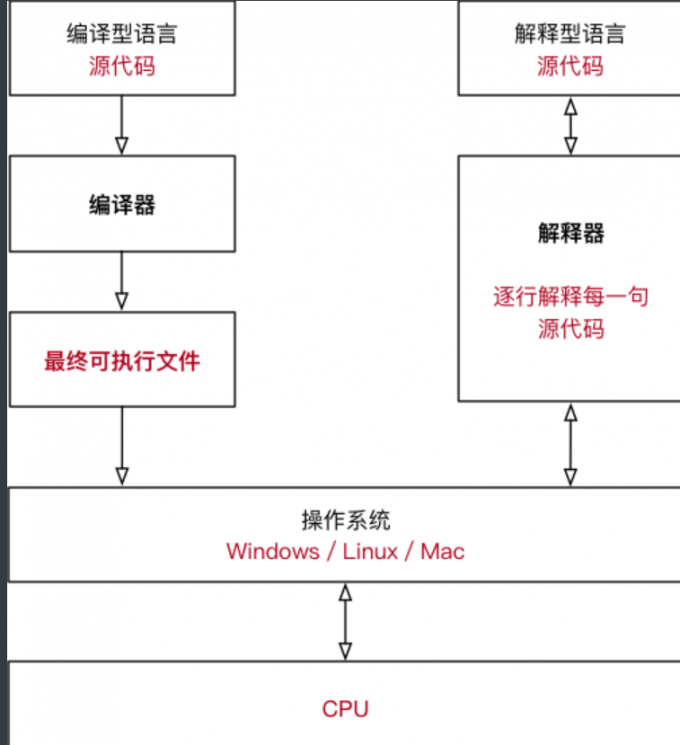 编译型语言
源代码
解释型语言
源代码
编译器
解释器
逐行解释每一句
源代码
最终可执行文件
操作系统
Windows / Linux / Mac
CPU